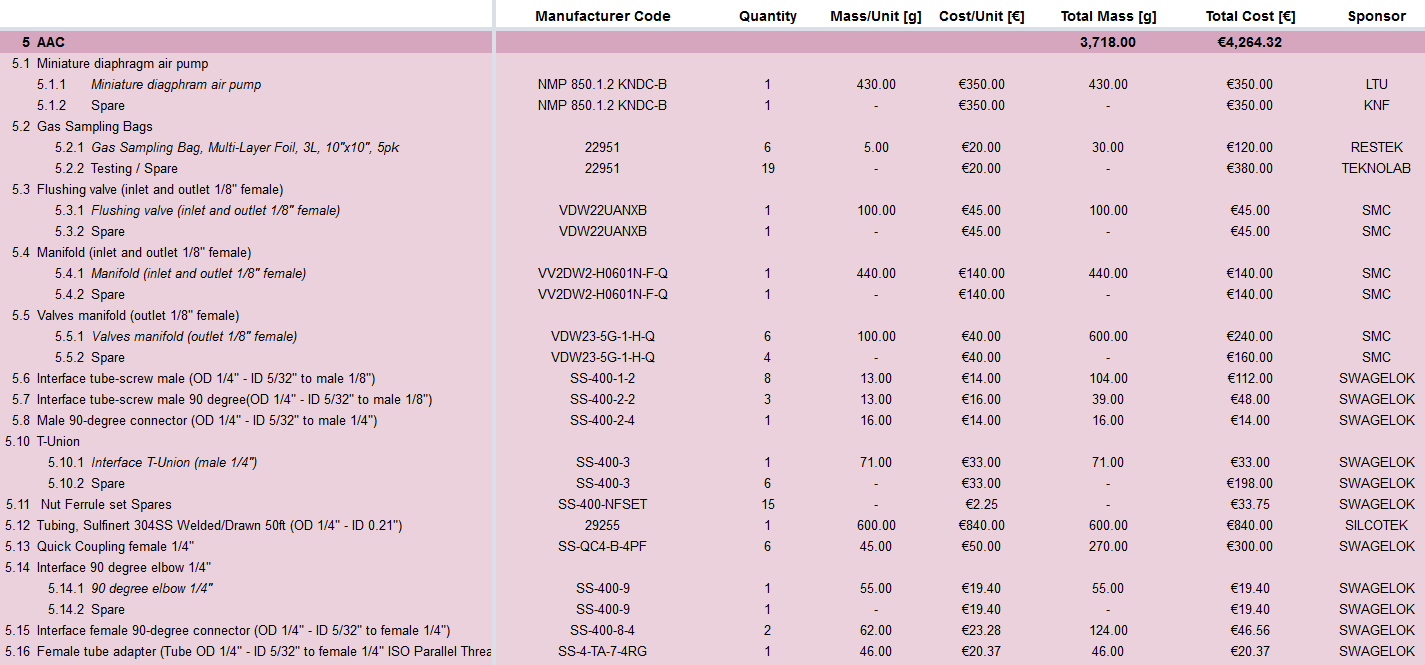 Manufacturer Code Quantity Mass/Unit [g] Cost/Unit [€] Total Mass [g] Total Cost [€] Sponsor
5 AAC 3,718.00 €4,264.32
5.1 Miniature diaphragm air pump
5.1.1 Miniature diagphram air pump NMP 850.1.2 KNDC-B 1 430.00 €350.00 430.00 €350.00 LTU
5.1.2 Spare NMP 850.1.2 KNDC-B 1 - €350.00 - €350.00 KNF
5.2 Gas Sampling Bags
5.2.1 Gas Sampling Bag, Multi-Layer Foil, 3L, 10"x10", 5pk 22951 6 5.00 €20.00 30.00 €120.00 RESTEK
5.2.2 Testing / Spare 22951 19 - €20.00 - €380.00 TEKNOLAB
5.3 Flushing valve (inlet and outlet 1/8" female)
5.3.1 Flushing valve (inlet and outlet 1/8" female) VDW22UANXB 1 100.00 €45.00 100.00 €45.00 SMC
5.3.2 Spare VDW22UANXB 1 - €45.00 - €45.00 SMC
5.4 Manifold (inlet and outlet 1/8" female)
5.4.1 Manifold (inlet and outlet 1/8" female) VV2DW2-H0601N-F-Q 1 440.00 €140.00 440.00 €140.00 SMC
5.4.2 Spare VV2DW2-H0601N-F-Q 1 - €140.00 - €140.00 SMC
5.5 Valves manifold (outlet 1/8" female)
5.5.1 Valves manifold (outlet 1/8" female) VDW23-5G-1-H-Q 6 100.00 €40.00 600.00 €240.00 SMC
5.5.2 Spare VDW23-5G-1-H-Q 4 - €40.00 - €160.00 SMC
5.6 Interface tube-screw male (OD 1/4" - ID 5/32" to male 1/8") SS-400-1-2 8 13.00 €14.00 104.00 €112.00 SWAGELOK
5.7 Interface tube-screw male 90 degree(OD 1/4" - ID 5/32" to male 1/8") SS-400-2-2 3 13.00 €16.00 39.00 €48.00 SWAGELOK
5.8 Male 90-degree connector (OD 1/4" - ID 5/32" to male 1/4") SS-400-2-4 1 16.00 €14.00 16.00 €14.00 SWAGELOK
5.10 T-Union
5.10.1 Interface T-Union (male 1/4") SS-400-3 1 71.00 €33.00 71.00 €33.00 SWAGELOK
5.10.2 Spare SS-400-3 6 - €33.00 - €198.00 SWAGELOK
5.11 Nut Ferrule set Spares SS-400-NFSET 15 - €2.25 - €33.75 SWAGELOK
5.12 Tubing, Sulfinert 304SS Welded/Drawn 50ft (OD 1/4" - ID 0.21") 29255 1 600.00 €840.00 600.00 €840.00 SILCOTEK
5.13 Quick Coupling female 1/4" SS-QC4-B-4PF 6 45.00 €50.00 270.00 €300.00 SWAGELOK
5.14 Interface 90 degree elbow 1/4"
5.14.1 90 degree elbow 1/4" SS-400-9 1 55.00 €19.40 55.00 €19.40 SWAGELOK
5.14.2 Spare SS-400-9 1 - €19.40 - €19.40 SWAGELOK
5.15 Interface female 90-degree connector (OD 1/4" - ID 5/32" to female 1/4") SS-400-8-4 2 62.00 €23.28 124.00 €46.56 SWAGELOK
5.16 Female tube adapter (Tube OD 1/4" - ID 5/32" to female 1/4" ISO Parallel Threa SS-4-TA-7-4RG 1 46.00 €20.37 46.00 €20.37 SWAGELOK